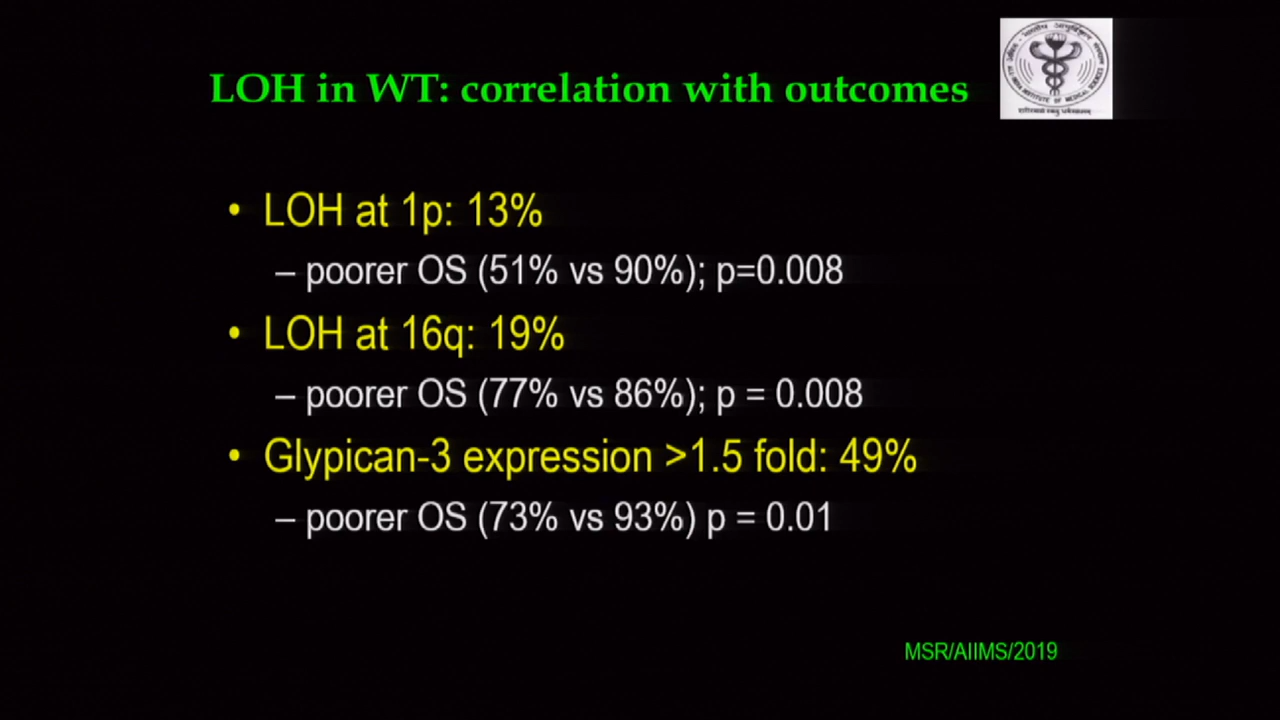 LOH in WT: correlation with outcomes
• LOH at 1p: 13%
– poorer OS (51% vs 90%); p=0.008
• LOH at 16q: 19%
– poorer OS (77% vs 86%); p = 0.008
• Glypican-3 expression >1.5 fold: 49%
– poorer OS (73% vs 93%) p = 0.01
MSR/AIIMS/2019